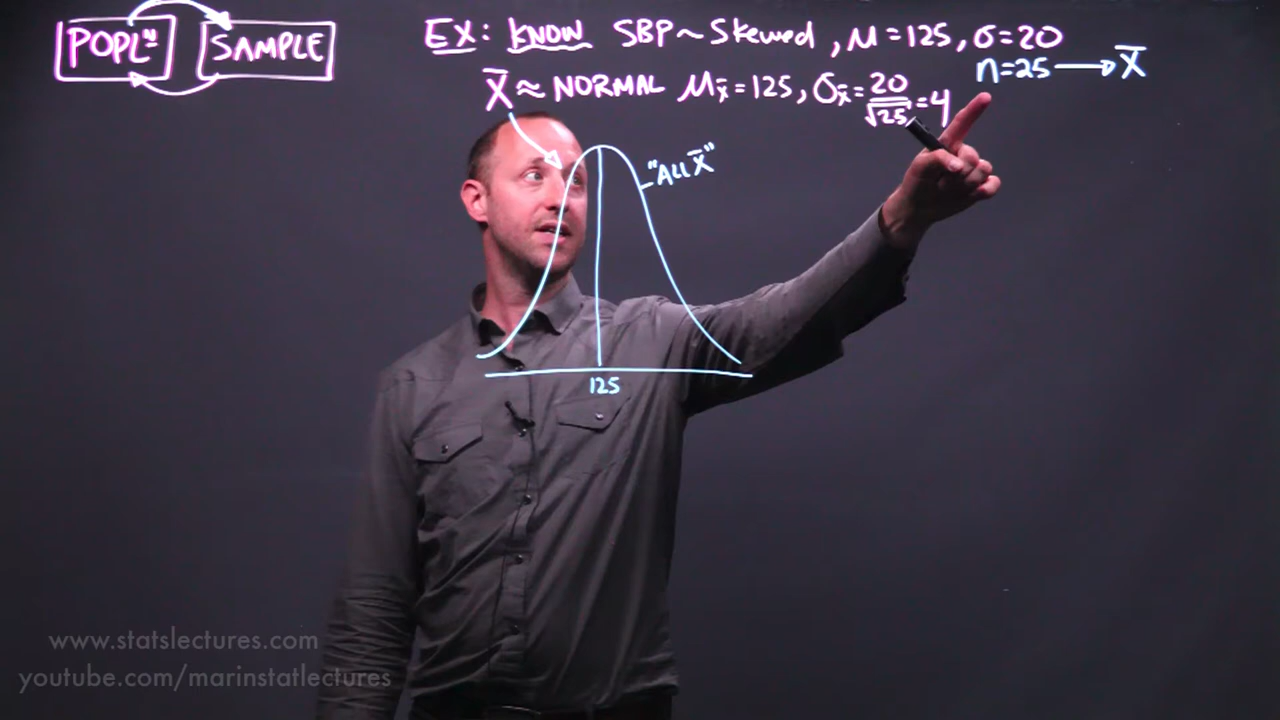 POPLⁿ SAMPLE
EX: KNOW SBP ~ Skewed, μ = 125, σ = 20
n = 25 → X̄
X̄ ≈ NORMAL μx̄ = 125, σx̄ = 20/√25 = 4
"ALL X̄"
125
www.statslectures.com
youtube.com/marinstatlectures